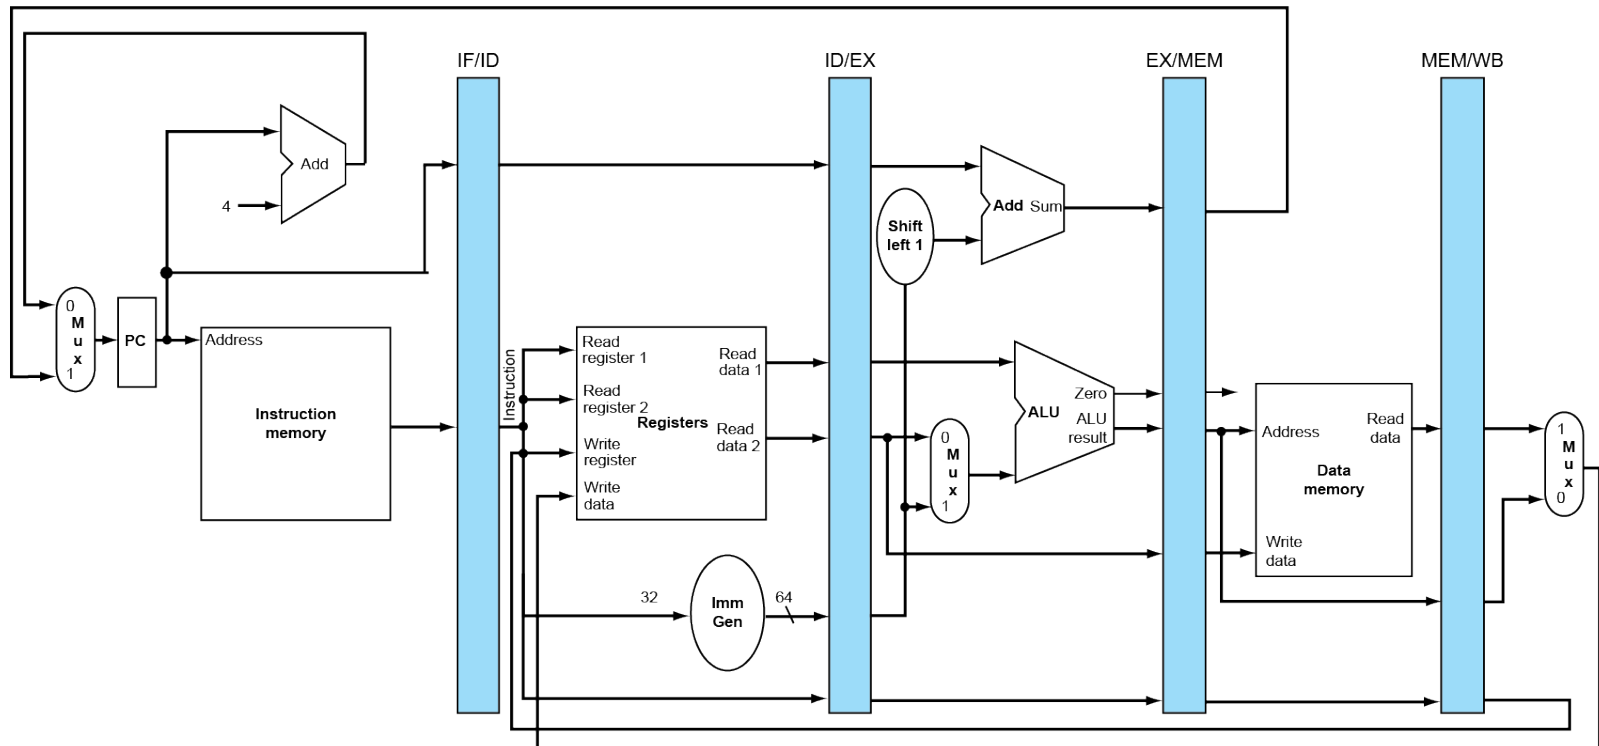 IF/ID
ID/EX
EX/MEM
MEM/WB
Add
4
Add Sum
Shift
left 1
0
M
u
x
1
PC
Address
Instruction
memory
Instruction
Read
register 1
Read
register 2
Write
register
Write
data
Registers
Read
data 1
Read
data 2
32
Imm
Gen
64
0
M
u
x
1
Zero
ALU
ALU
result
Address
Read
data
Data
memory
Write
data
1
M
u
x
0